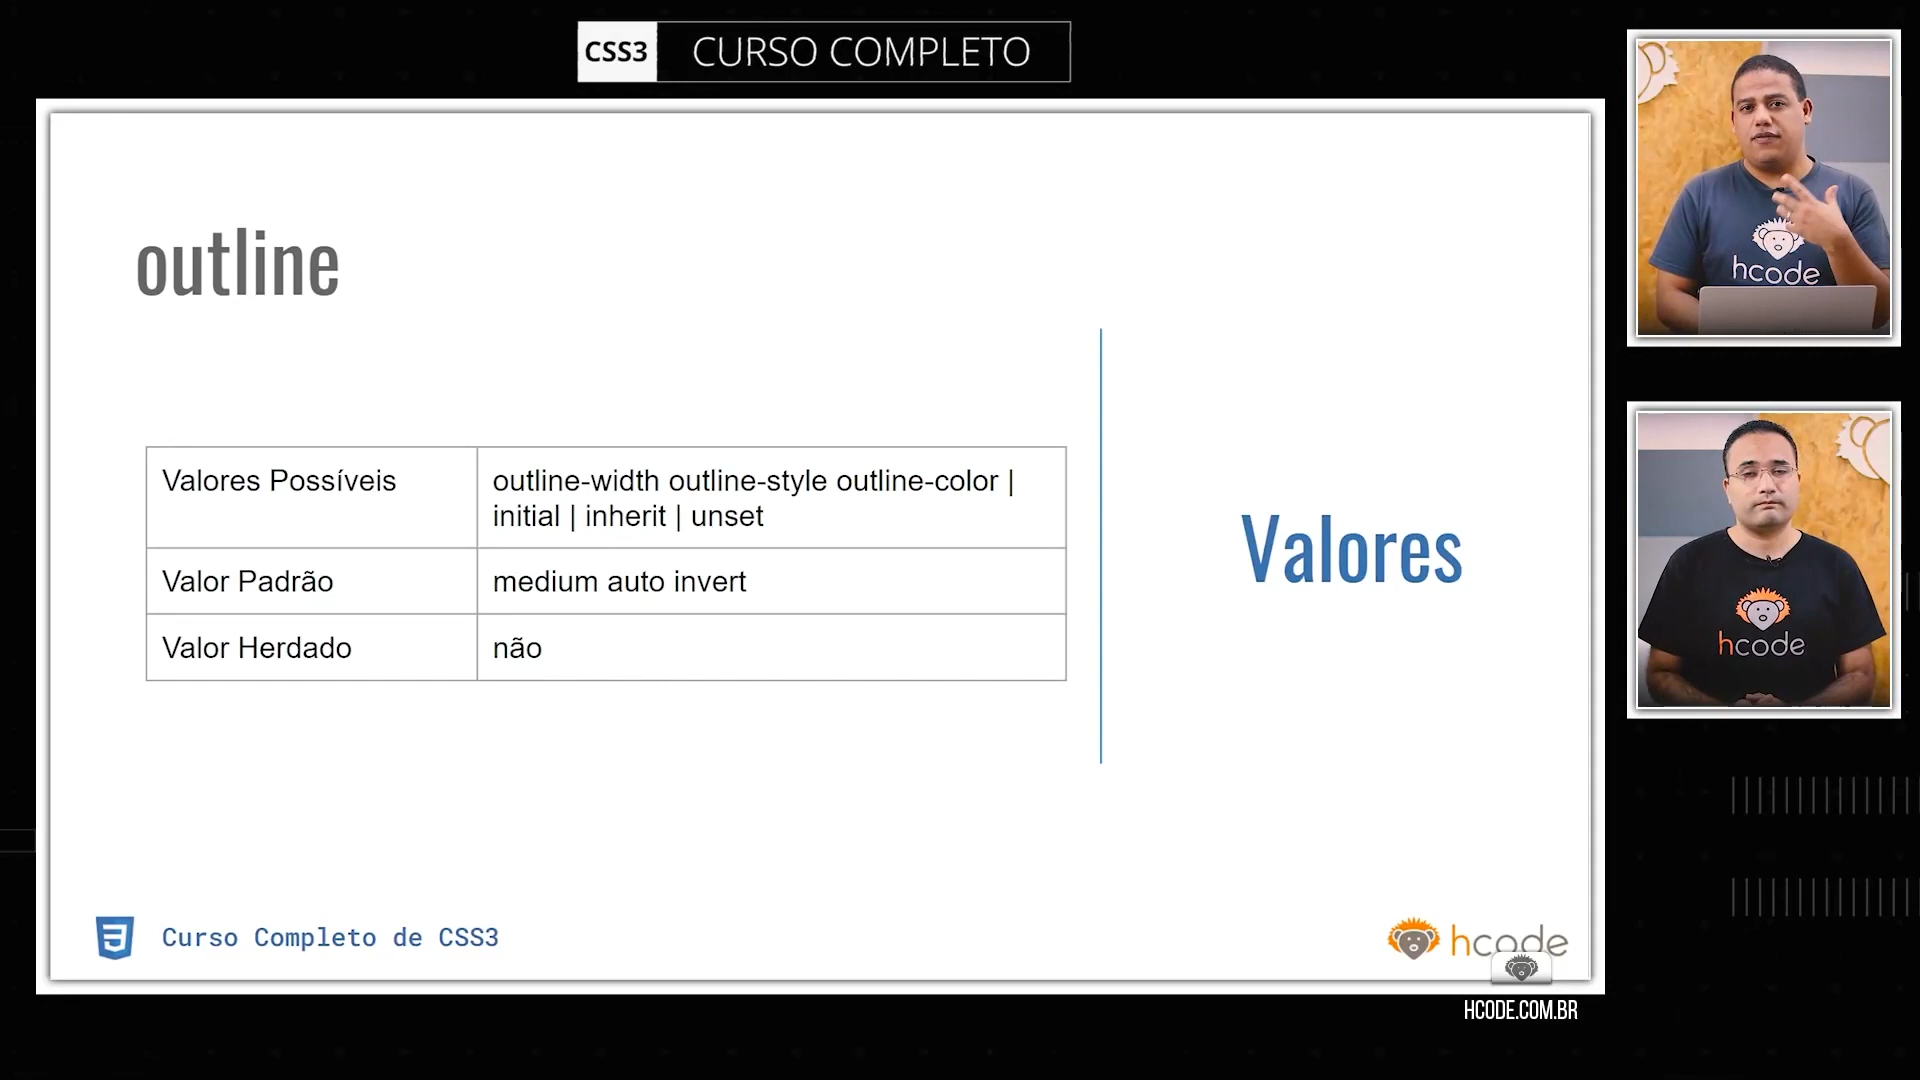 CSS3 CURSO COMPLETO
outline
Valores Possíveis
outline-width outline-style outline-color |
initial | inherit | unset
Valor Padrão
medium auto invert
Valor Herdado
não
Valores
Curso Completo de CSS3
hcode
HCODE.COM.BR
hcode
hcode